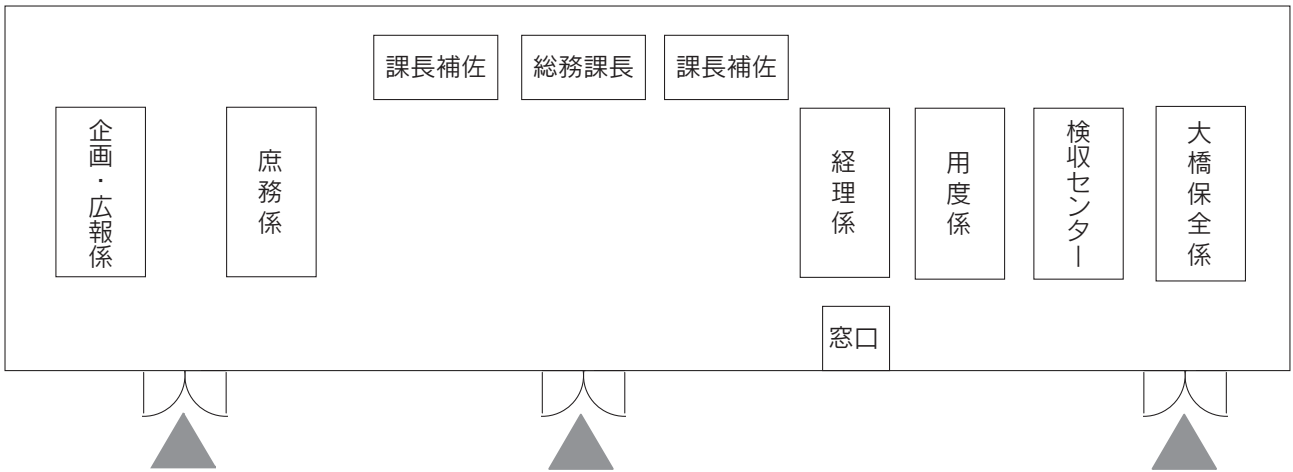 課長補佐
総務課長
課長補佐
企画・広報係
庶務係
経理係
用度係
検収センター
大橋保全係
窓口